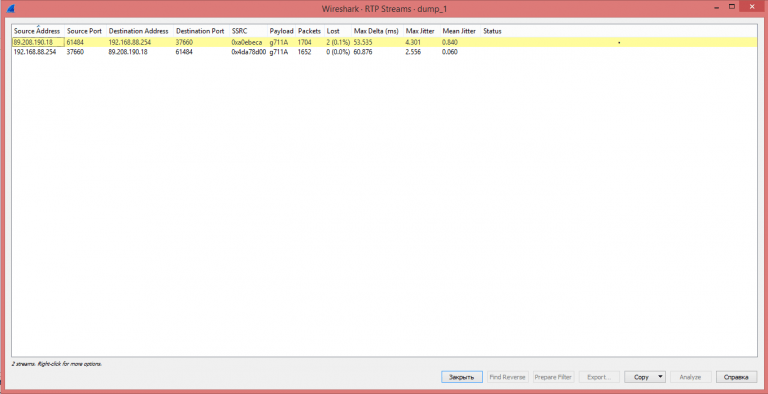 Wireshark - RTP Streams - dump_1
Source Address Source Port Destination Address Destination Port SSRC Payload Packets Lost Max Delta (ms) Max Jitter Mean Jitter Status
89.208.190.18 61484 192.168.88.254 37660 0xa0ebeca g711A 1704 2 (0.1%) 53.535 4.301 0.840 •
192.168.88.254 37660 89.208.190.18 61484 0x4da78d00 g711A 1652 0 (0.0%) 60.876 2.556 0.060
2 streams. Right-click for more options.
Закрыть Find Reverse Prepare Filter Export... Copy Analyze Справка